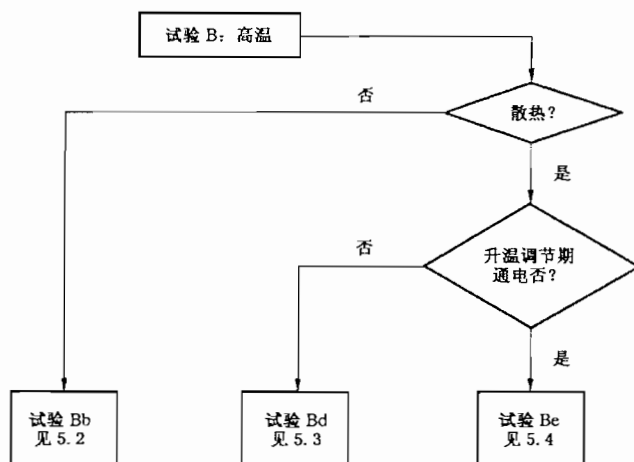 试验 B：高温
否
散热？
是
否
升温调节期
通电否？
是
试验 Bb
见 5.2
试验 Bd
见 5.3
试验 Be
见 5.4